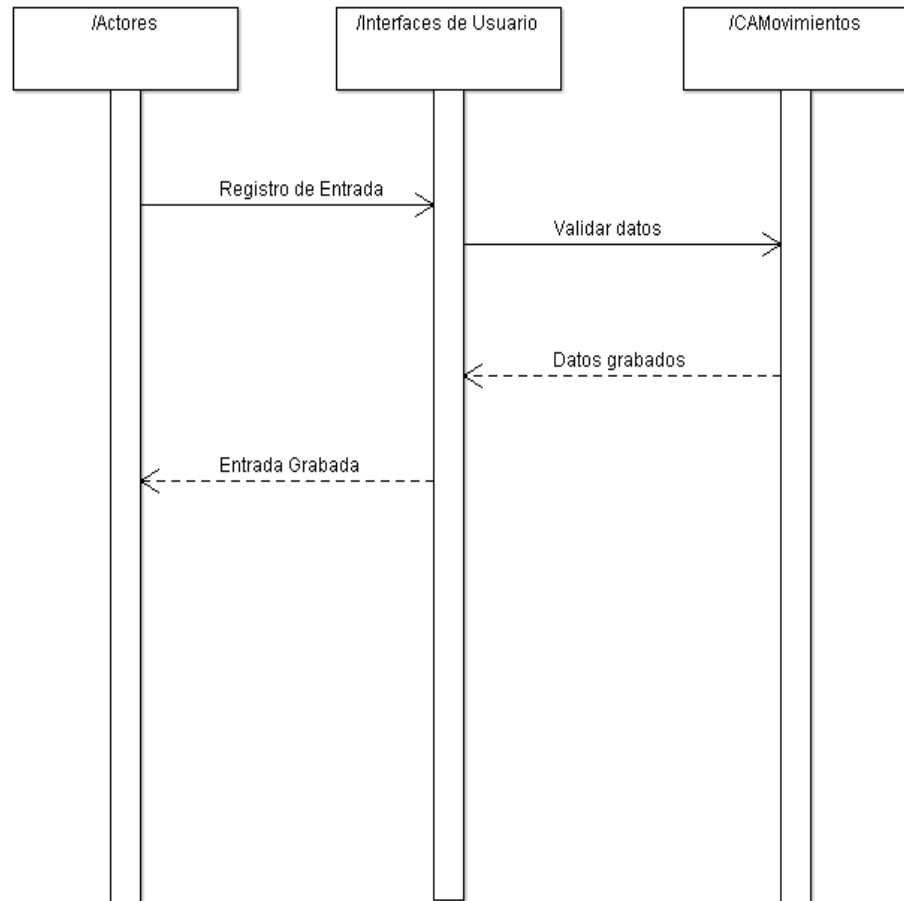 /Actores
/Interfaces de Usuario
/CAMovimientos
Registro de Entrada
Validar datos
Datos grabados
Entrada Grabada